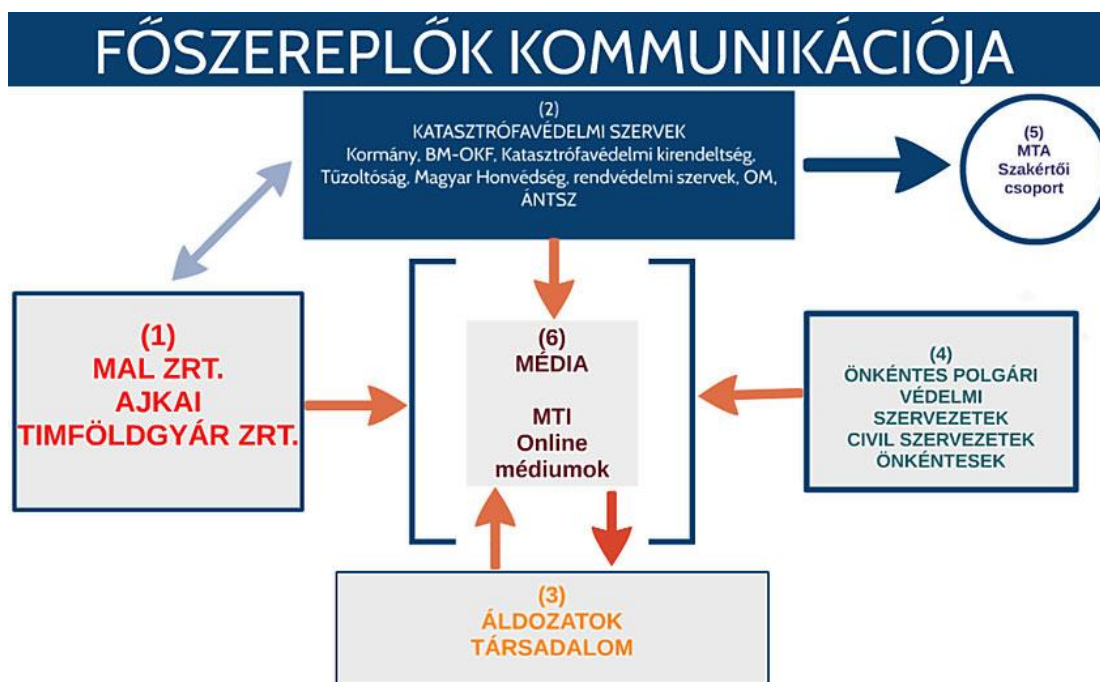 FŐSZEREPLŐK KOMMUNIKÁCIÓJA
(2)
KATASZTRÓFAVÉDELMI SZERVEK
Kormány, BM-OKF, Katasztrófavédelmi kirendeltség,
Tűzoltóság, Magyar Honvédség, rendvédelmi szervek, OM,
ÁNTSZ
(5)
MTA
Szakértői
csoport
(1)
MAL ZRT.
AJKAI
TIMFÖLDGYÁR ZRT.
(6)
MÉDIA
MTI
Online
médiumok
(4)
ÖNKÉNTES POLGÁRI
VÉDELMI
SZERVEZETEK
CIVIL SZERVEZETEK
ÖNKÉNTESEK
(3)
ÁLDOZATOK
TÁRSADALOM